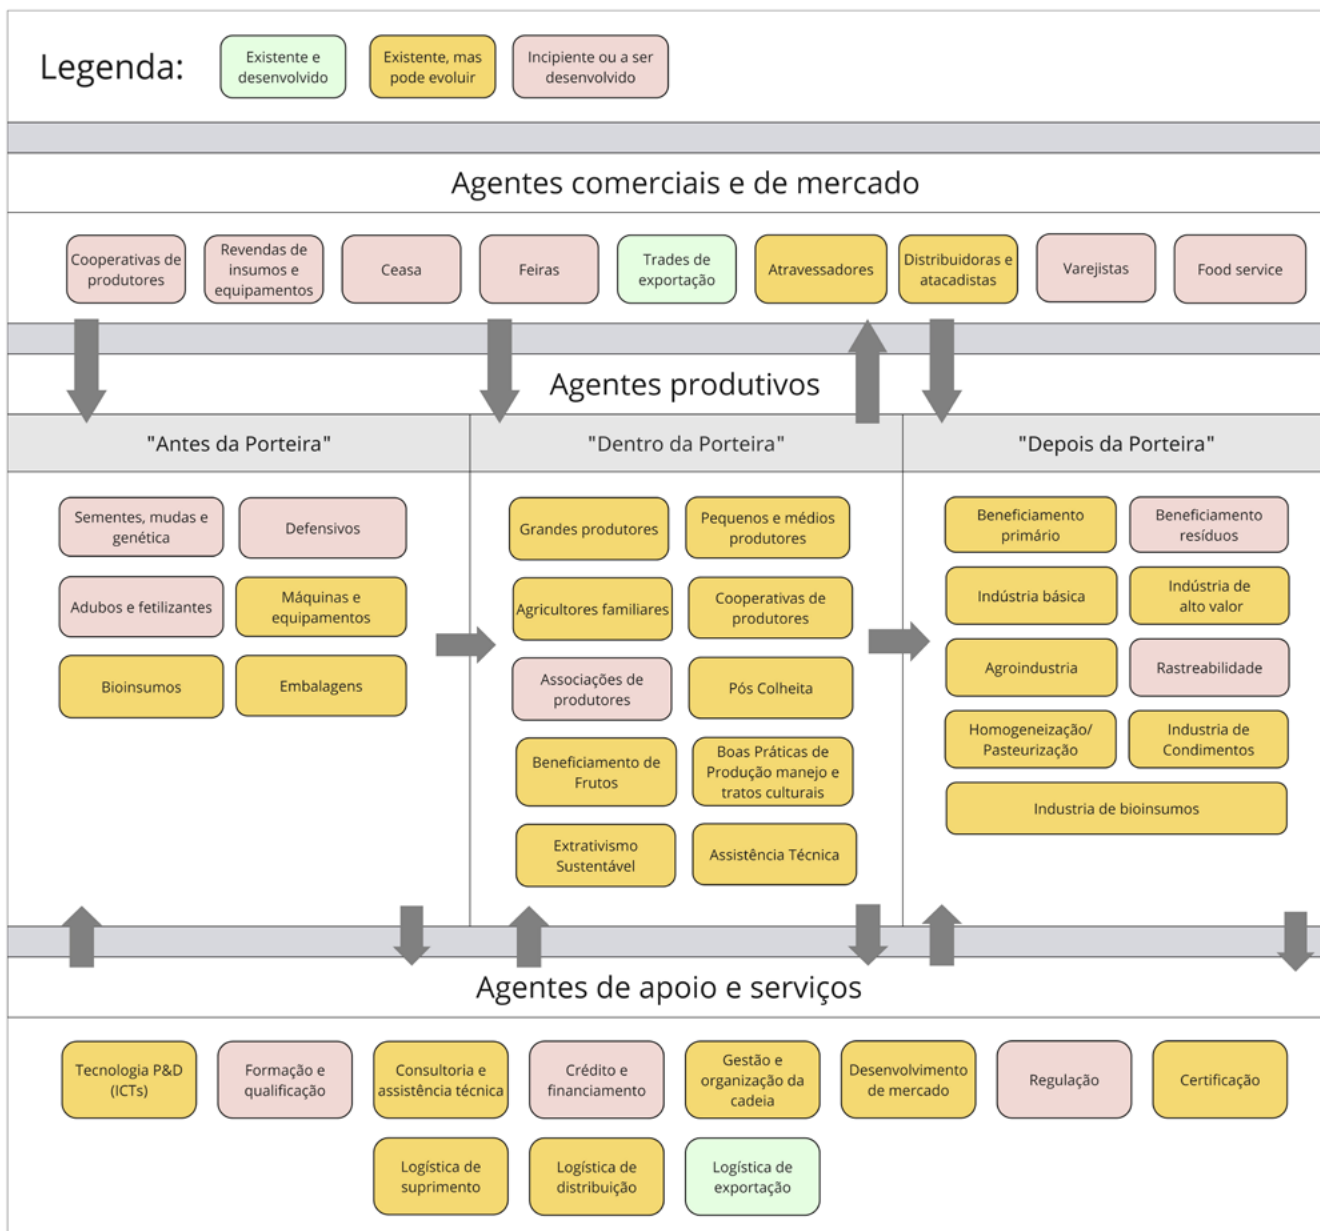 Legenda:
Existente e
desenvolvido
Existente, mas
pode evoluir
Incipiente ou a ser
desenvolvido
Agentes comerciais e de mercado
Cooperativas de
produtores
Revendas de
insumos e
equipamentos
Ceasa
Feiras
Trades de
exportação
Atravessadores
Distribuidoras e
atacadistas
Varejistas
Food service
Agentes produtivos
"Antes da Porteira"
"Dentro da Porteira"
"Depois da Porteira"
Sementes, mudas e
genética
Defensivos
Adubos e fetilizantes
Máquinas e
equipamentos
Bioinsumos
Embalagens
Grandes produtores
Pequenos e médios
produtores
Agricultores familiares
Cooperativas de
produtores
Associações de
produtores
Pós Colheita
Beneficiamento de
Frutos
Boas Práticas de
Produção manejo e
tratos culturais
Extrativismo
Sustentável
Assistência Técnica
Beneficiamento
primário
Beneficiamento
resíduos
Indústria básica
Indústria de
alto valor
Agroindustria
Rastreabilidade
Homogeneização/
Pasteurização
Industria de
Condimentos
Industria de bioinsumos
Agentes de apoio e serviços
Tecnologia P&D
(ICTs)
Formação e
qualificação
Consultoria e
assistência técnica
Crédito e
financiamento
Gestão e
organização da
cadeia
Desenvolvimento
de mercado
Regulação
Certificação
Logística de
suprimento
Logística de
distribuição
Logística de
exportação